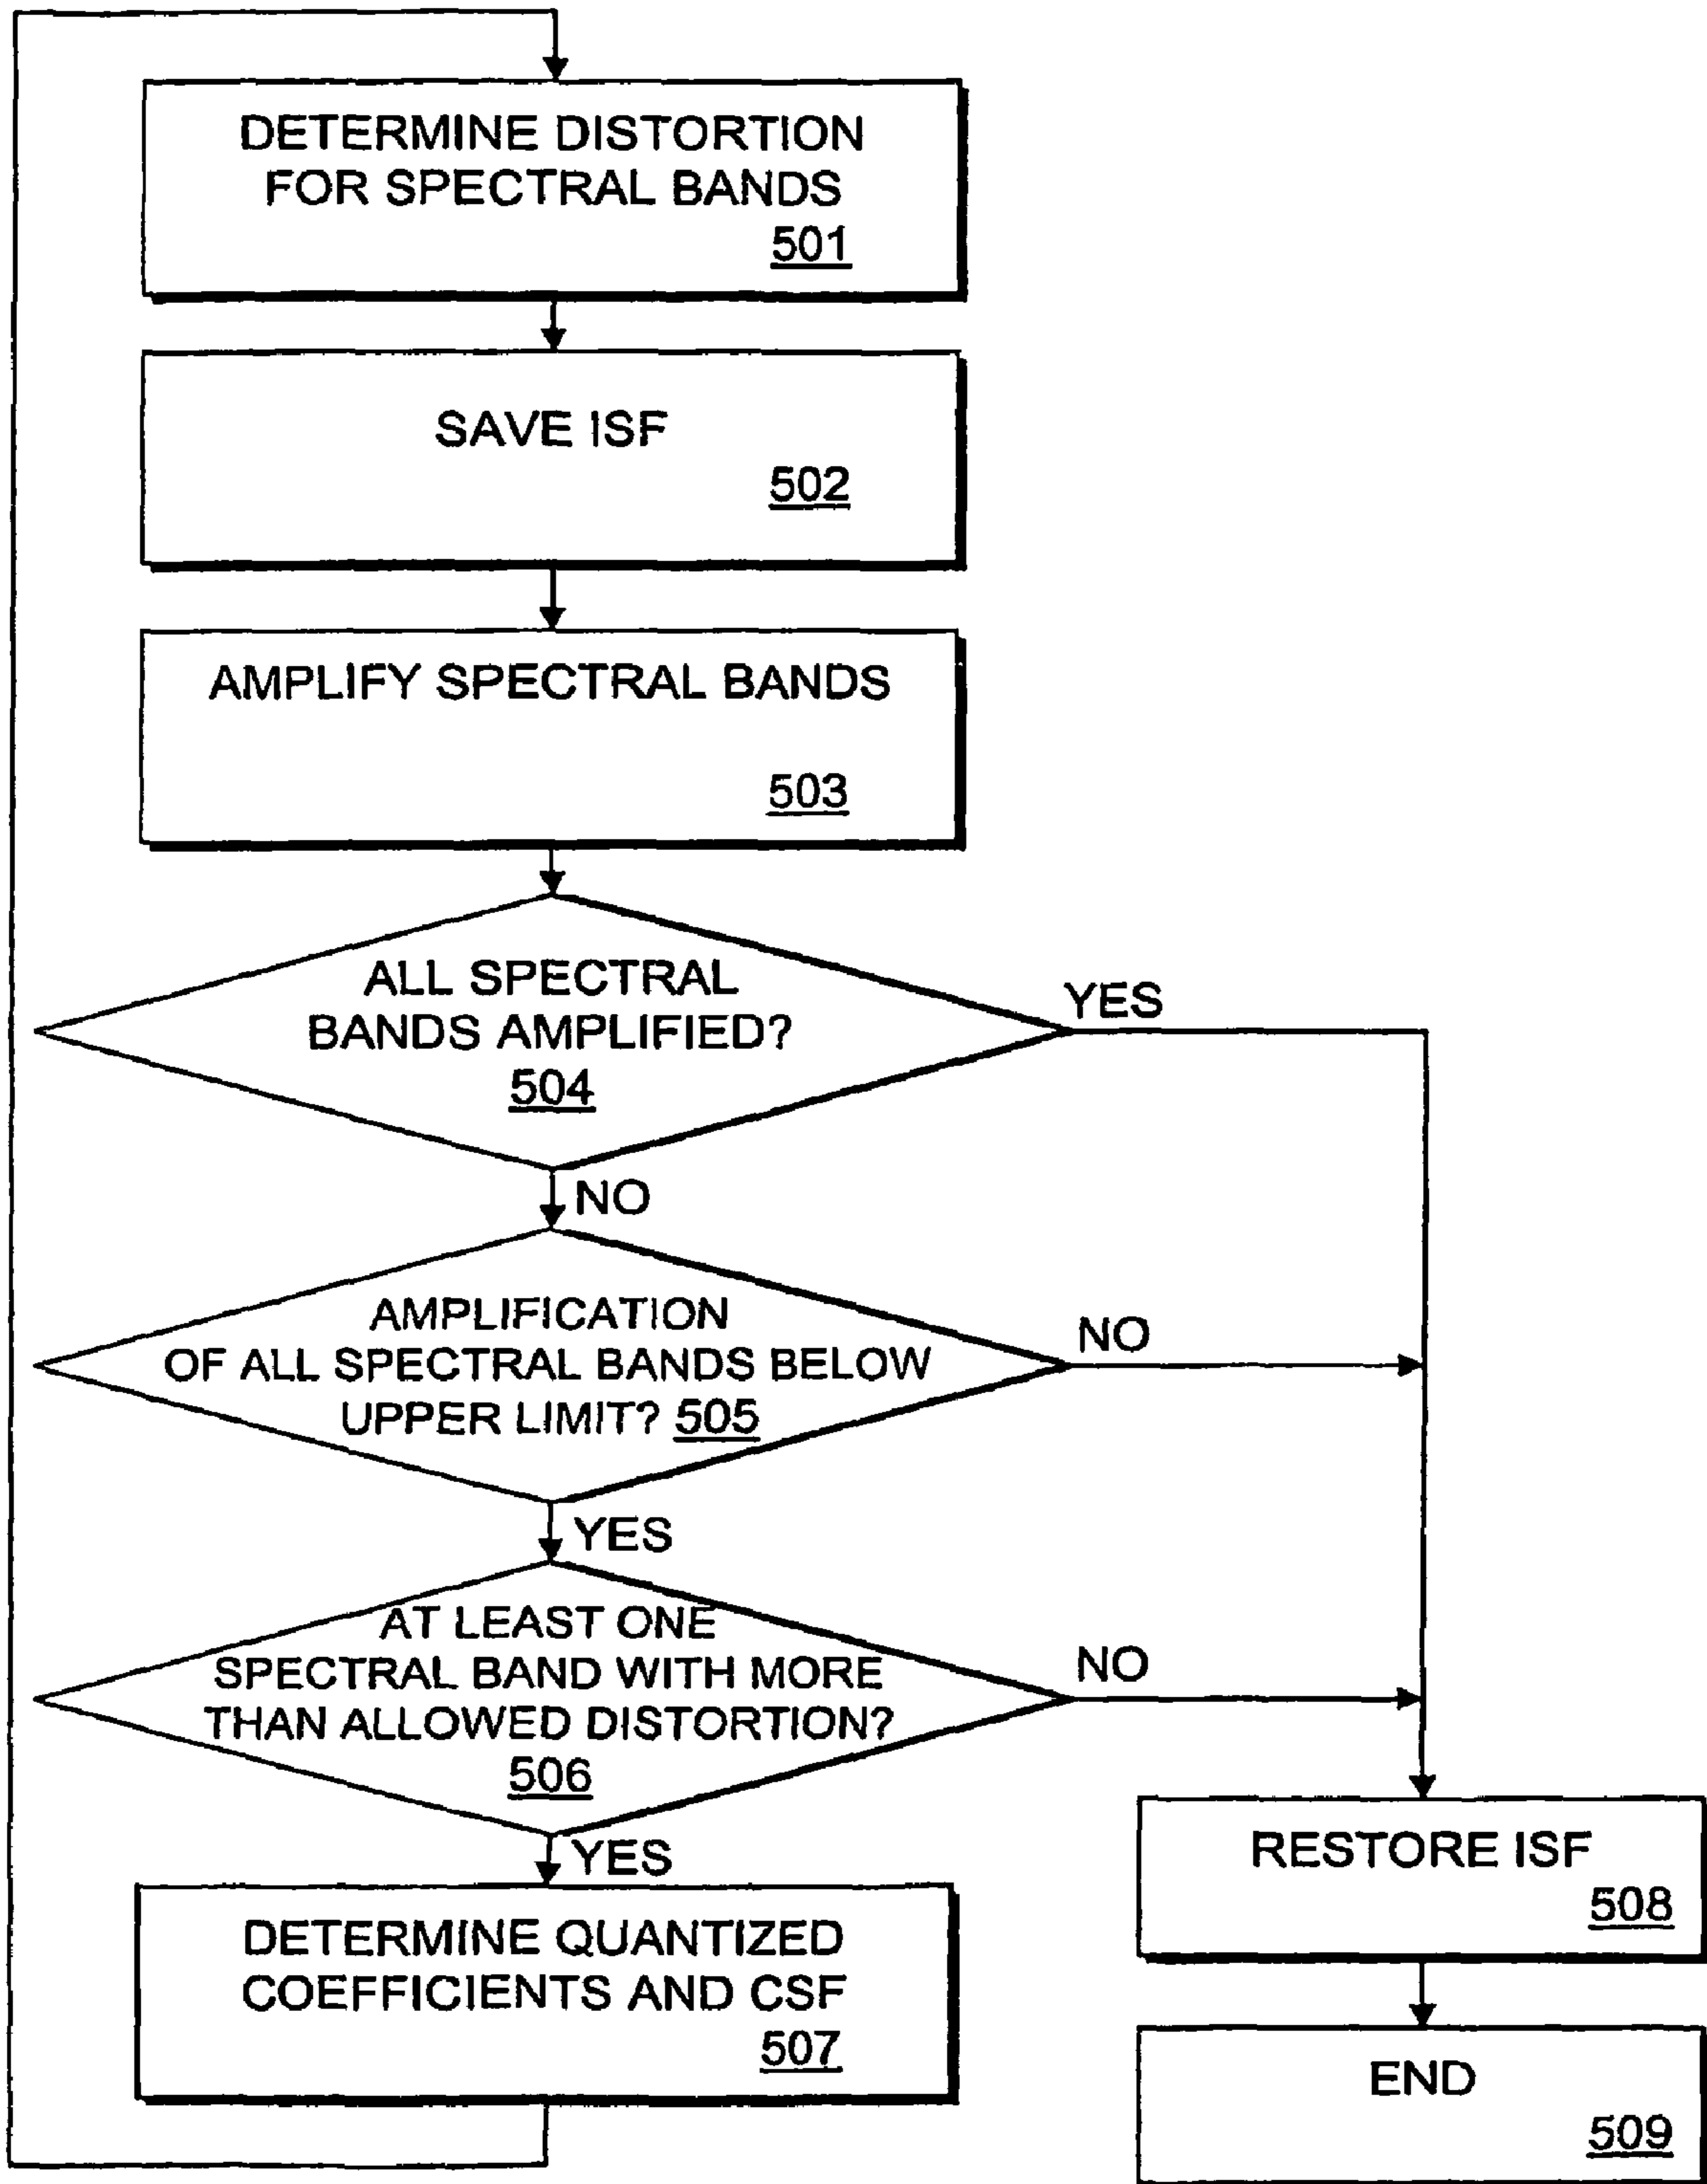 DETERMINE DISTORTION
FOR SPECTRAL BANDS
501
SAVE ISF
502
AMPLIFY SPECTRAL BANDS
503
ALL SPECTRAL
BANDS AMPLIFIED?
504
YES
NO
AMPLIFICATION
OF ALL SPECTRAL BANDS BELOW
UPPER LIMIT? 505
NO
YES
AT LEAST ONE
SPECTRAL BAND WITH MORE
THAN ALLOWED DISTORTION?
506
NO
YES
DETERMINE QUANTIZED
COEFFICIENTS AND CSF
507
RESTORE ISF
508
END
509